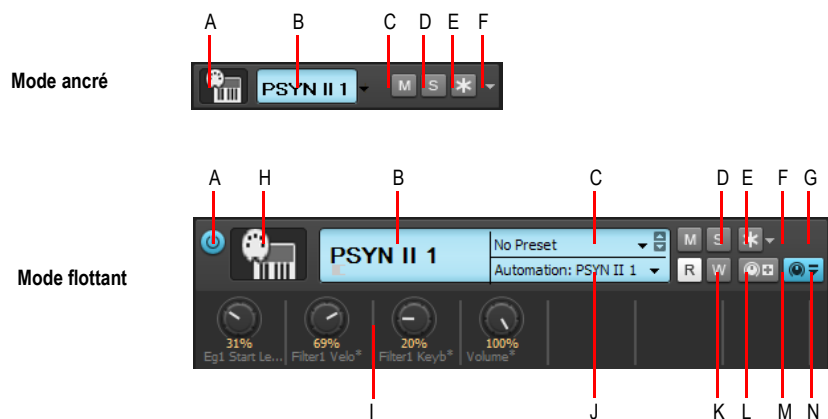 A B C D E F
Mode ancré
PSYN II 1 M S
A H B C D E F G
PSYN II 1
No Preset
M S
Automation: PSYN II 1
R W
Mode flottant
31% 69% 20% 100%
Eg1 Start Le... Filter1 Velo* Filter1 Keyb* Volume*
I J K L M N